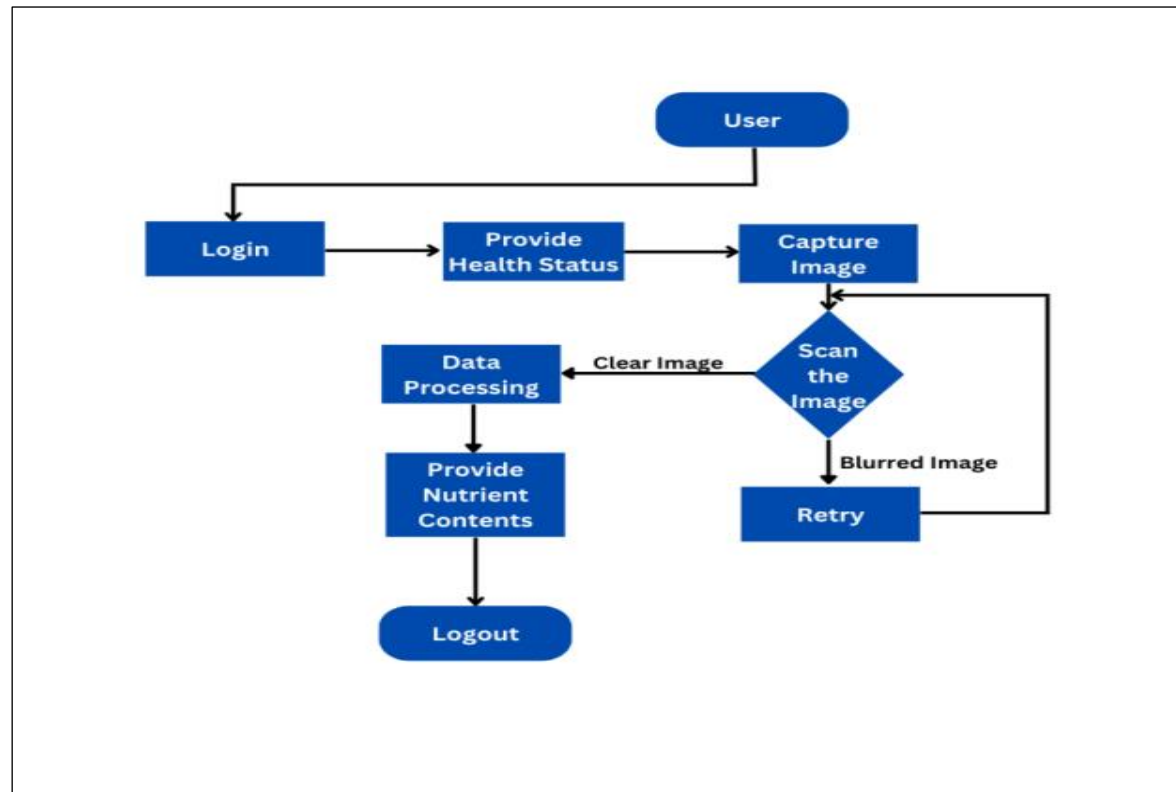 User
Login
Provide
Health Status
Capture
Image
Scan
the
Image
Clear Image
Data
Processing
Blurred Image
Provide
Nutrient
Contents
Retry
Logout